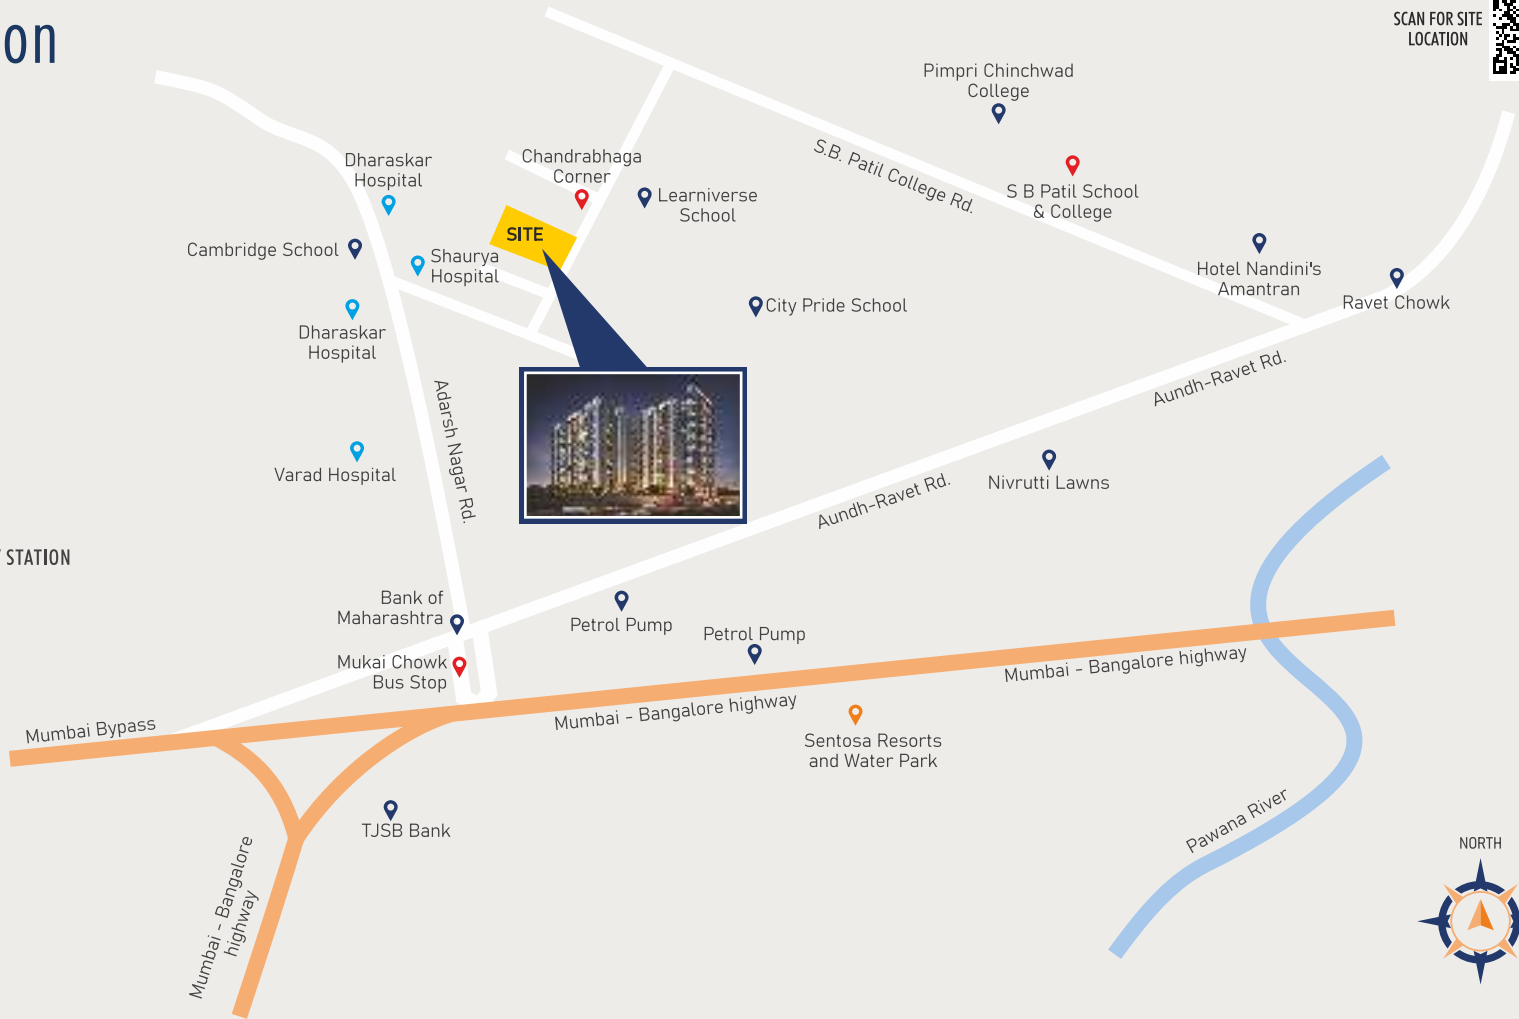 on
SCAN FOR SITE
LOCATION
Pimpri Chinchwad
College
S.B. Patil College Rd.
S B Patil School
& College
Dharaskar
Hospital
Chandrabhaga
Corner
Learniverse
School
SITE
Cambridge School
Shaurya
Hospital
Hotel Nandini's
Amantran
Ravet Chowk
City Pride School
Dharaskar
Hospital
Aundh-Ravet Rd.
Adarsh Nagar Rd.
Varad Hospital
Aundh-Ravet Rd.
Nivrutti Lawns
STATION
Bank of
Maharashtra
Petrol Pump
Petrol Pump
Mukai Chowk
Bus Stop
Mumbai - Bangalore highway
Mumbai - Bangalore highway
Mumbai Bypass
Sentosa Resorts
and Water Park
TJSB Bank
Pawana River
Mumbai - Bangalore
highway
NORTH